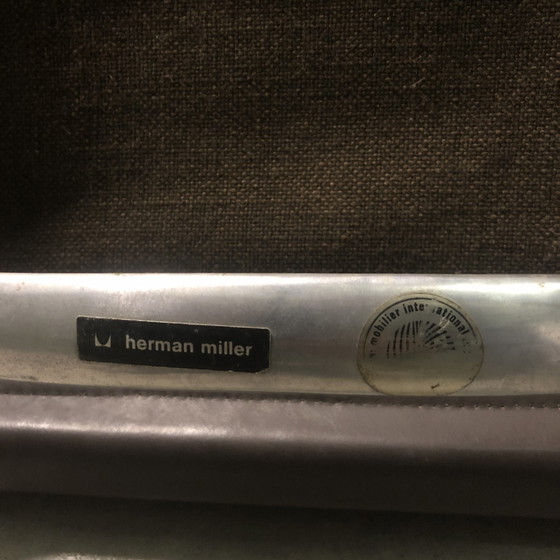 herman miller
mobilier international